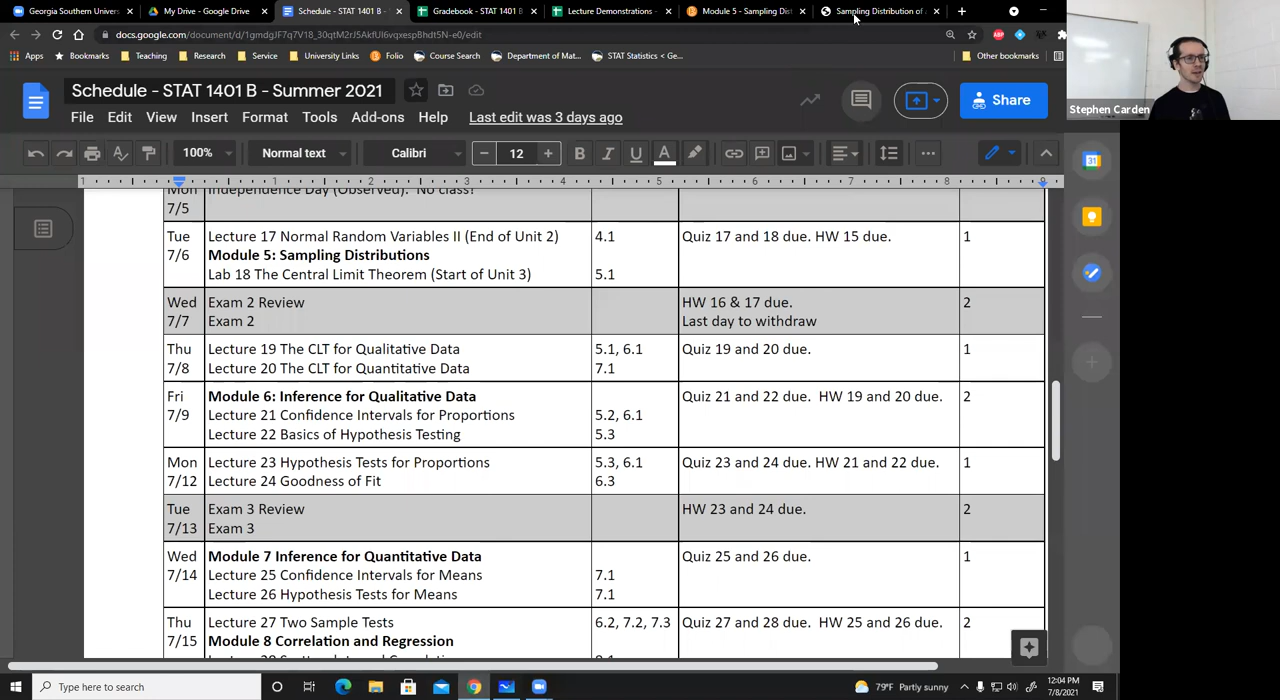 Georgia Southern Univers
My Drive - Google Drive
Schedule - STAT 1401 B -
Gradebook - STAT 1401
Lecture Demonstrations -
Module 5 - Sampling Dist
Sampling Distribution of
docs.google.com/document/d/
Apps
Bookmarks
Teaching
Research
Service
University Links
Folio
Course Search
Department of Mat...
STAT Statistics < Ge...
Other bookmarks
Schedule - STAT 1401 B - Summer 2021
File Edit View Insert Format Tools Add-ons Help Last edit was 3 days ago
Share
Stephen Carden
100% Normal text Calibri 12
1 1 2 3 4 5 6 7 8 9
Mon Independence Day (Observed). No class!
7/5
Tue Lecture 17 Normal Random Variables II (End of Unit 2) 4.1 Quiz 17 and 18 due. HW 15 due. 1
7/6 Module 5: Sampling Distributions
Lab 18 The Central Limit Theorem (Start of Unit 3) 5.1
Wed Exam 2 Review HW 16 & 17 due. 2
7/7 Exam 2 Last day to withdraw
Thu Lecture 19 The CLT for Qualitative Data 5.1, 6.1 Quiz 19 and 20 due. 1
7/8 Lecture 20 The CLT for Quantitative Data 7.1
Fri Module 6: Inference for Qualitative Data Quiz 21 and 22 due. HW 19 and 20 due. 2
7/9 Lecture 21 Confidence Intervals for Proportions 5.2, 6.1
Lecture 22 Basics of Hypothesis Testing 5.3
Mon Lecture 23 Hypothesis Tests for Proportions 5.3, 6.1 Quiz 23 and 24 due. HW 21 and 22 due. 1
7/12 Lecture 24 Goodness of Fit 6.3
Tue Exam 3 Review HW 23 and 24 due. 2
7/13 Exam 3
Wed Module 7 Inference for Quantitative Data Quiz 25 and 26 due. 1
7/14 Lecture 25 Confidence Intervals for Means 7.1
Lecture 26 Hypothesis Tests for Means 7.1
Thu Lecture 27 Two Sample Tests 6.2, 7.2, 7.3 Quiz 27 and 28 due. HW 25 and 26 due. 2
7/15 Module 8 Correlation and Regression
Type here to search
79°F Partly sunny
12:04 PM
7/8/2021